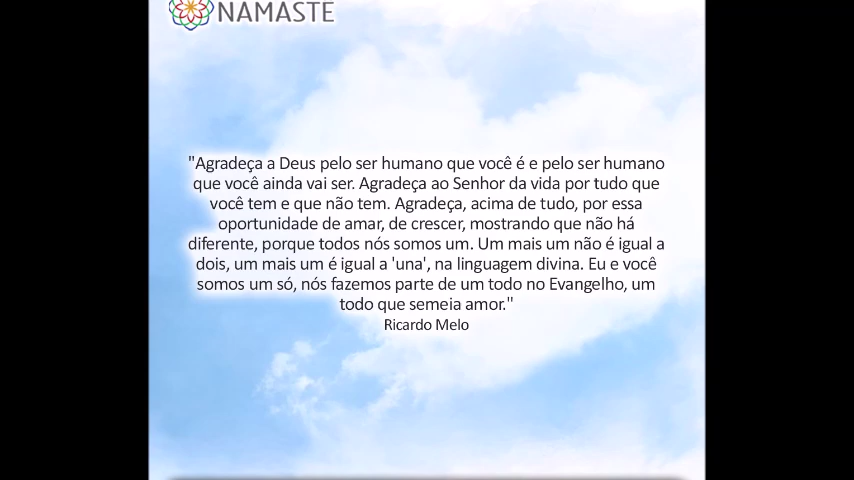 NAMASTE
"Agradeça a Deus pelo ser humano que você é e pelo ser humano
que você ainda vai ser. Agradeça ao Senhor da vida por tudo que
você tem e que não tem. Agradeça, acima de tudo, por essa
oportunidade de amar, de crescer, mostrando que não há
diferente, porque todos nós somos um. Um mais um não é igual a
dois, um mais um é igual a 'una', na linguagem divina. Eu e você
somos um só, nós fazemos parte de um todo no Evangelho, um
todo que semeia amor."
Ricardo Melo